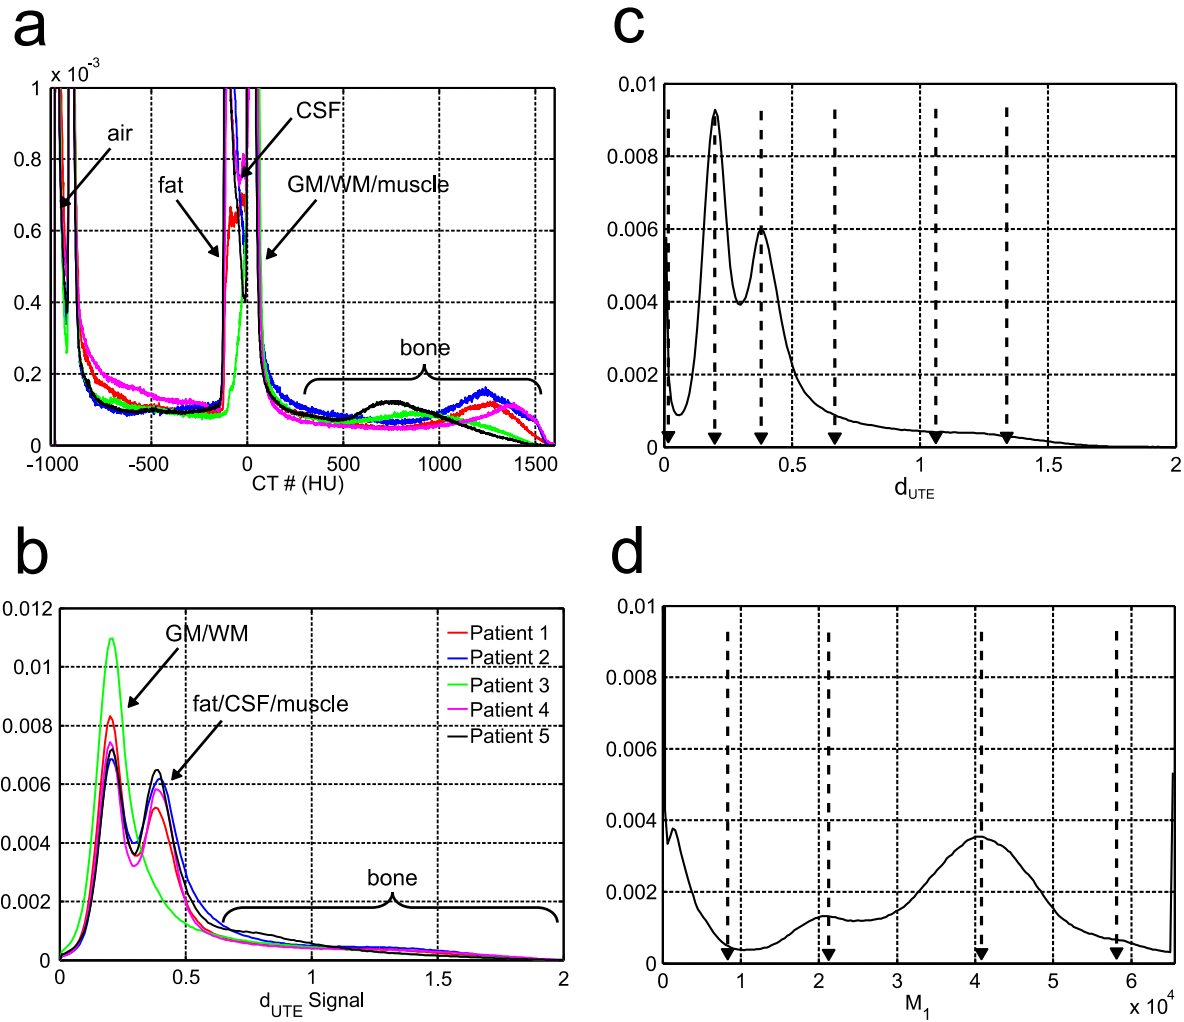 a
x 10⁻³
1
0.8
0.6
0.4
0.2
0
air
fat
CSF
GM/WM/muscle
bone
-1000 -500 0 500 1000 1500
CT # (HU)
b
0.012
0.01
0.008
0.006
0.004
0.002
0
GM/WM
fat/CSF/muscle
bone
Patient 1
Patient 2
Patient 3
Patient 4
Patient 5
0 0.5 1 1.5 2
dUTE Signal
c
0.01
0.008
0.006
0.004
0.002
0
0 0.5 1 1.5 2
dUTE
d
0.01
0.008
0.006
0.004
0.002
0
0 1 2 3 4 5 6
x 10⁴
M1